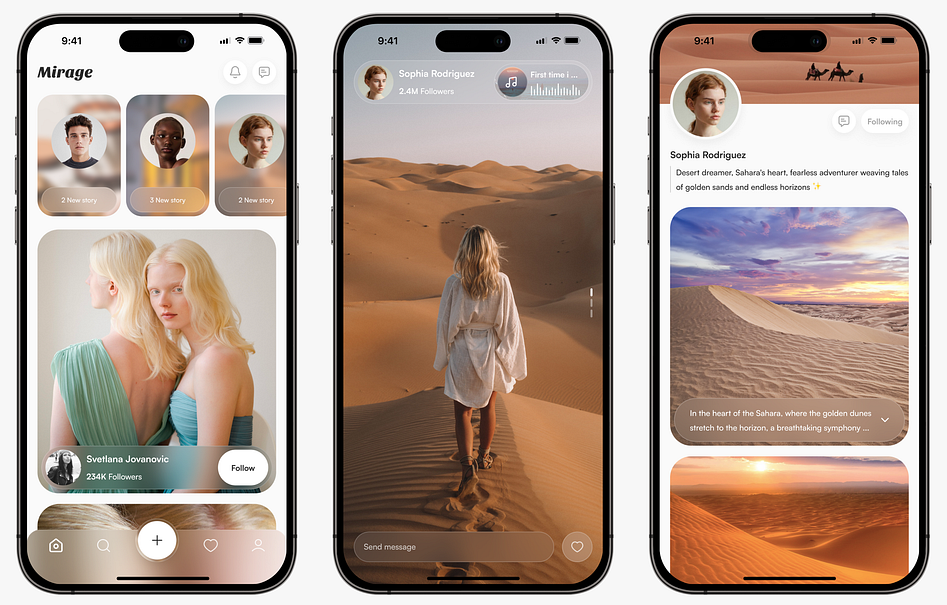 9:41
Mirage
2 New story
3 New story
2 New story
Svetlana Jovanovic
234K Followers
Follow
9:41
Sophia Rodriguez
2.4M Followers
First time i ...
Send message
9:41
Following
Sophia Rodriguez
Desert dreamer, Sahara's heart, fearless adventurer weaving tales
of golden sands and endless horizons ✨
In the heart of the Sahara, where the golden dunes
stretch to the horizon, a breathtaking symphony ...